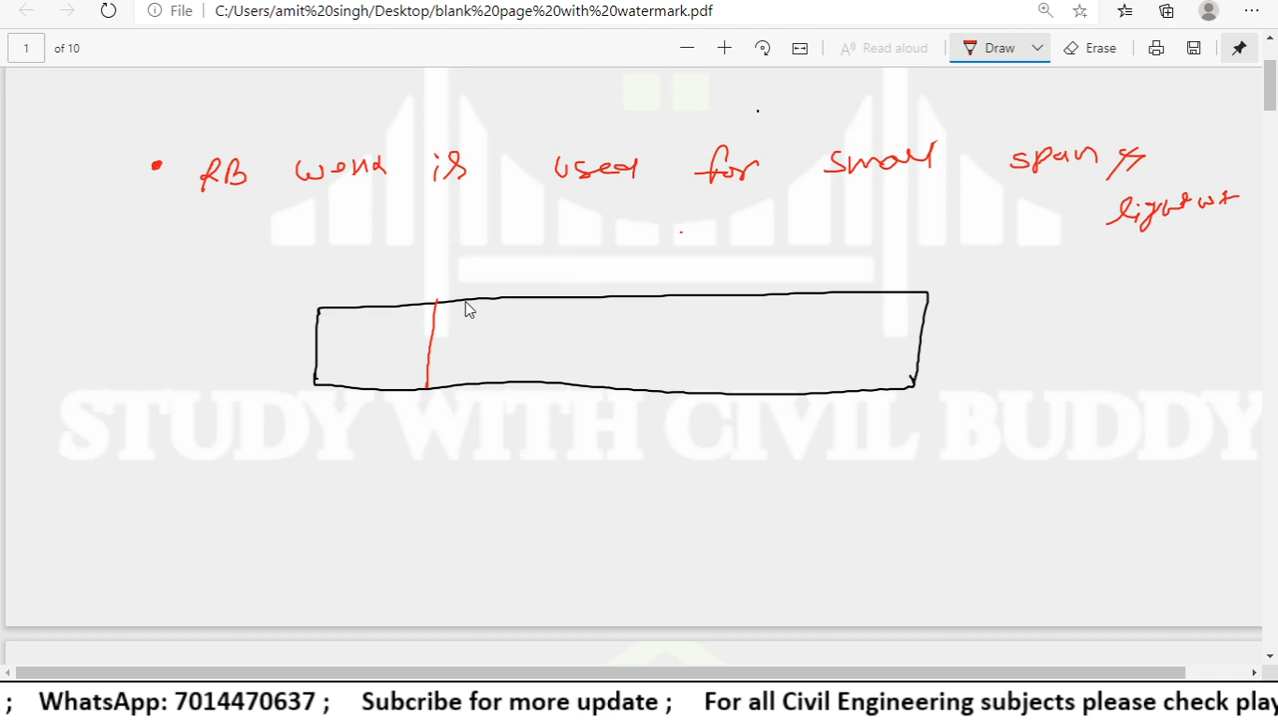 File C:/Users/amit%20singh/Desktop/blank%20page%20with%20watermark.pdf
1 of 10 Read aloud Draw Erase
• RB work is used for small span &
light wt
STUDY WITH CIVIL BUDDY
; WhatsApp: 7014470637 ; Subcribe for more update ; For all Civil Engineering subjects please check play